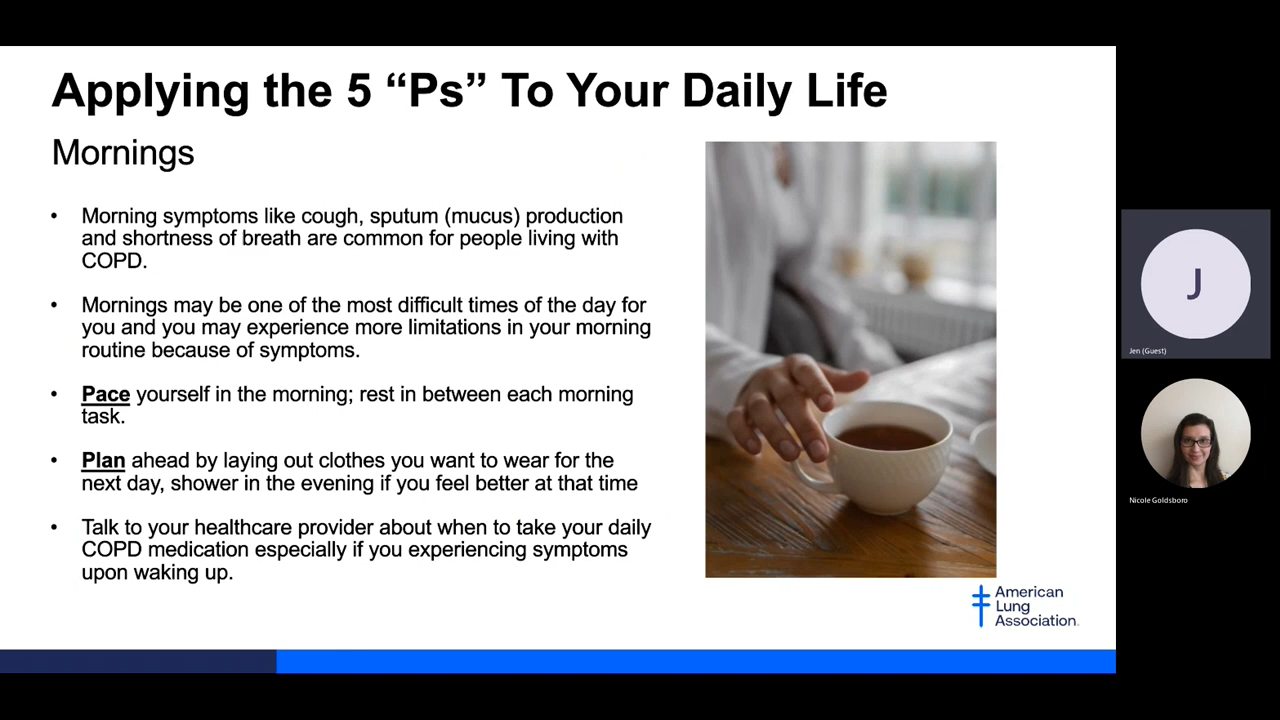 Applying the 5 “Ps” To Your Daily Life
Mornings
• Morning symptoms like cough, sputum (mucus) production
and shortness of breath are common for people living with
COPD.
• Mornings may be one of the most difficult times of the day for
you and you may experience more limitations in your morning
routine because of symptoms.
• Pace yourself in the morning; rest in between each morning
task.
• Plan ahead by laying out clothes you want to wear for the
next day, shower in the evening if you feel better at that time
• Talk to your healthcare provider about when to take your daily
COPD medication especially if you experiencing symptoms
upon waking up.
American
Lung
Association.
J
Jen (Guest)
Nicole Goldsboro